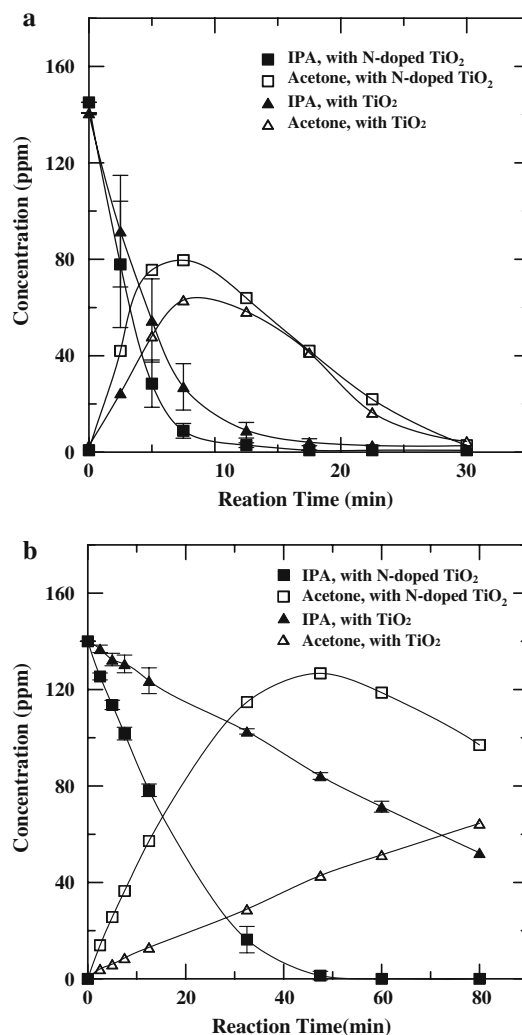 a
IPA, with N-doped TiO₂
Acetone, with N-doped TiO₂
IPA, with TiO₂
Acetone, with TiO₂
160
120
80
40
0
Concentration (ppm)
0
10
20
30
Reation Time (min)
b
IPA, with N-doped TiO₂
Acetone, with N-doped TiO₂
IPA, with TiO₂
Acetone, with TiO₂
160
120
80
40
0
Concentration (ppm)
0
20
40
60
80
Reaction Time(min)